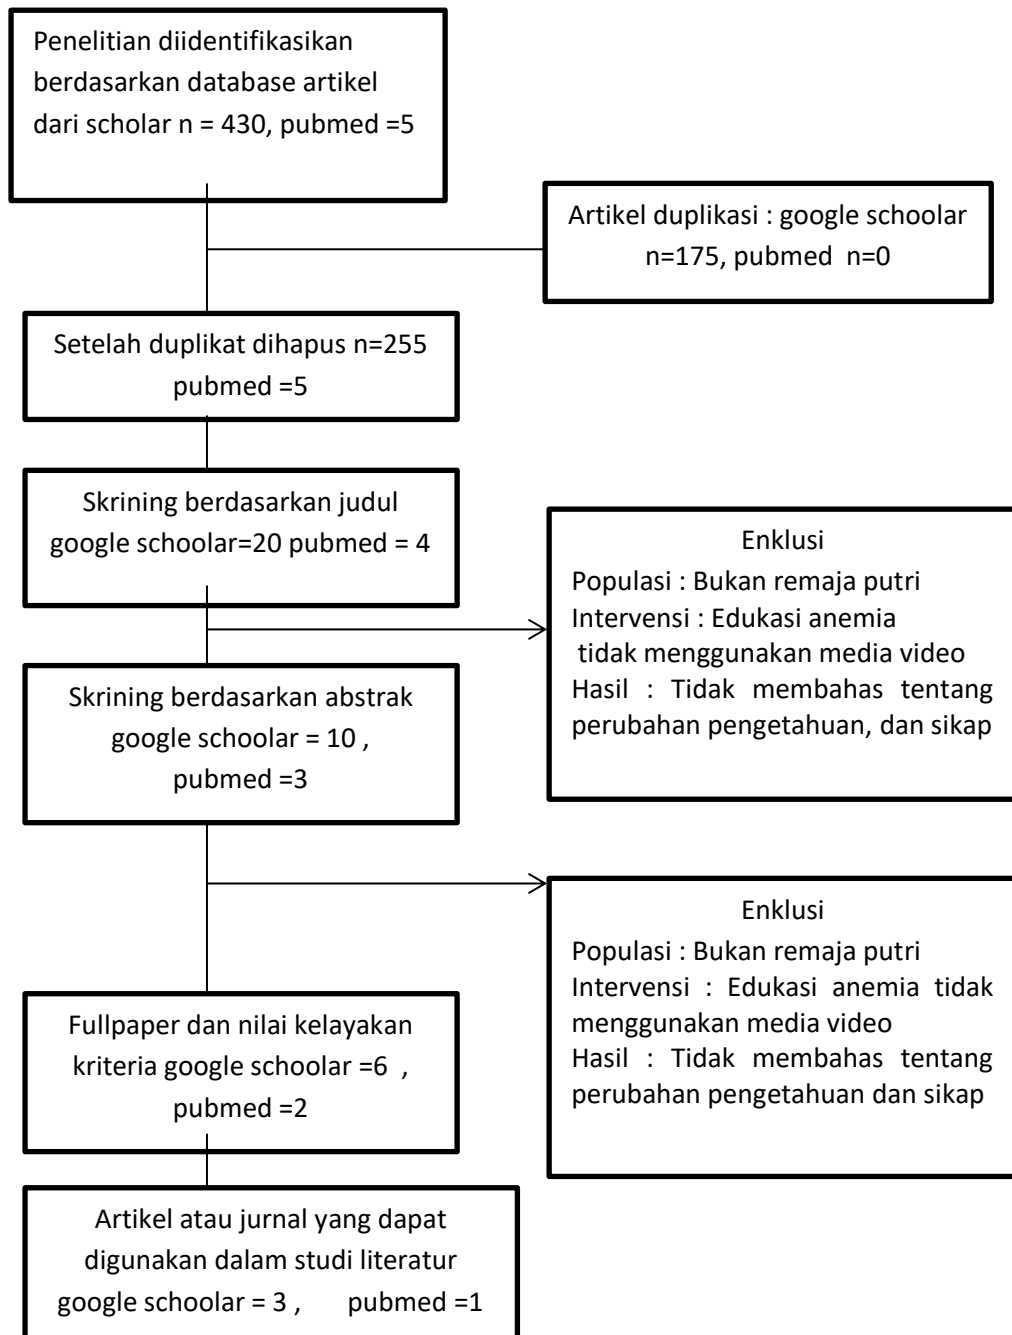 Penelitian diidentifikasikan
berdasarkan database artikel
dari scholar n = 430, pubmed =5
Artikel duplikasi : google schoolar
n=175, pubmed  n=0
Setelah duplikat dihapus n=255
pubmed =5
Skrining berdasarkan judul
google schoolar=20 pubmed = 4
Enklusi
Populasi : Bukan remaja putri
Intervensi : Edukasi anemia
tidak menggunakan media video
Hasil : Tidak membahas tentang
perubahan pengetahuan, dan sikap
Skrining berdasarkan abstrak
google schoolar = 10 ,
pubmed =3
Enklusi
Populasi : Bukan remaja putri
Intervensi : Edukasi anemia tidak
menggunakan media video
Hasil : Tidak membahas tentang
perubahan pengetahuan dan sikap
Fullpaper dan nilai kelayakan
kriteria google schoolar =6 ,
pubmed =2
Artikel atau jurnal yang dapat
digunakan dalam studi literatur
google schoolar = 3 , pubmed =1